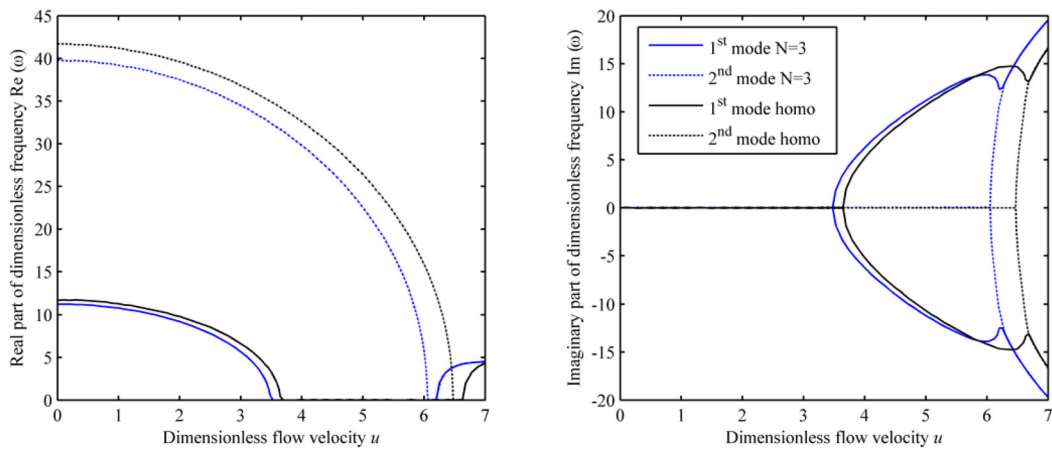 Real part of dimensionless frequency Re (ω)
45
40
35
30
25
20
15
10
5
0
0 1 2 3 4 5 6 7
Dimensionless flow velocity u
Imaginary part of dimensionless frequency Im (ω)
20
15
10
5
0
-5
-10
-15
-20
0 1 2 3 4 5 6 7
Dimensionless flow velocity u
1st mode N=3
2nd mode N=3
1st mode homo
2nd mode homo